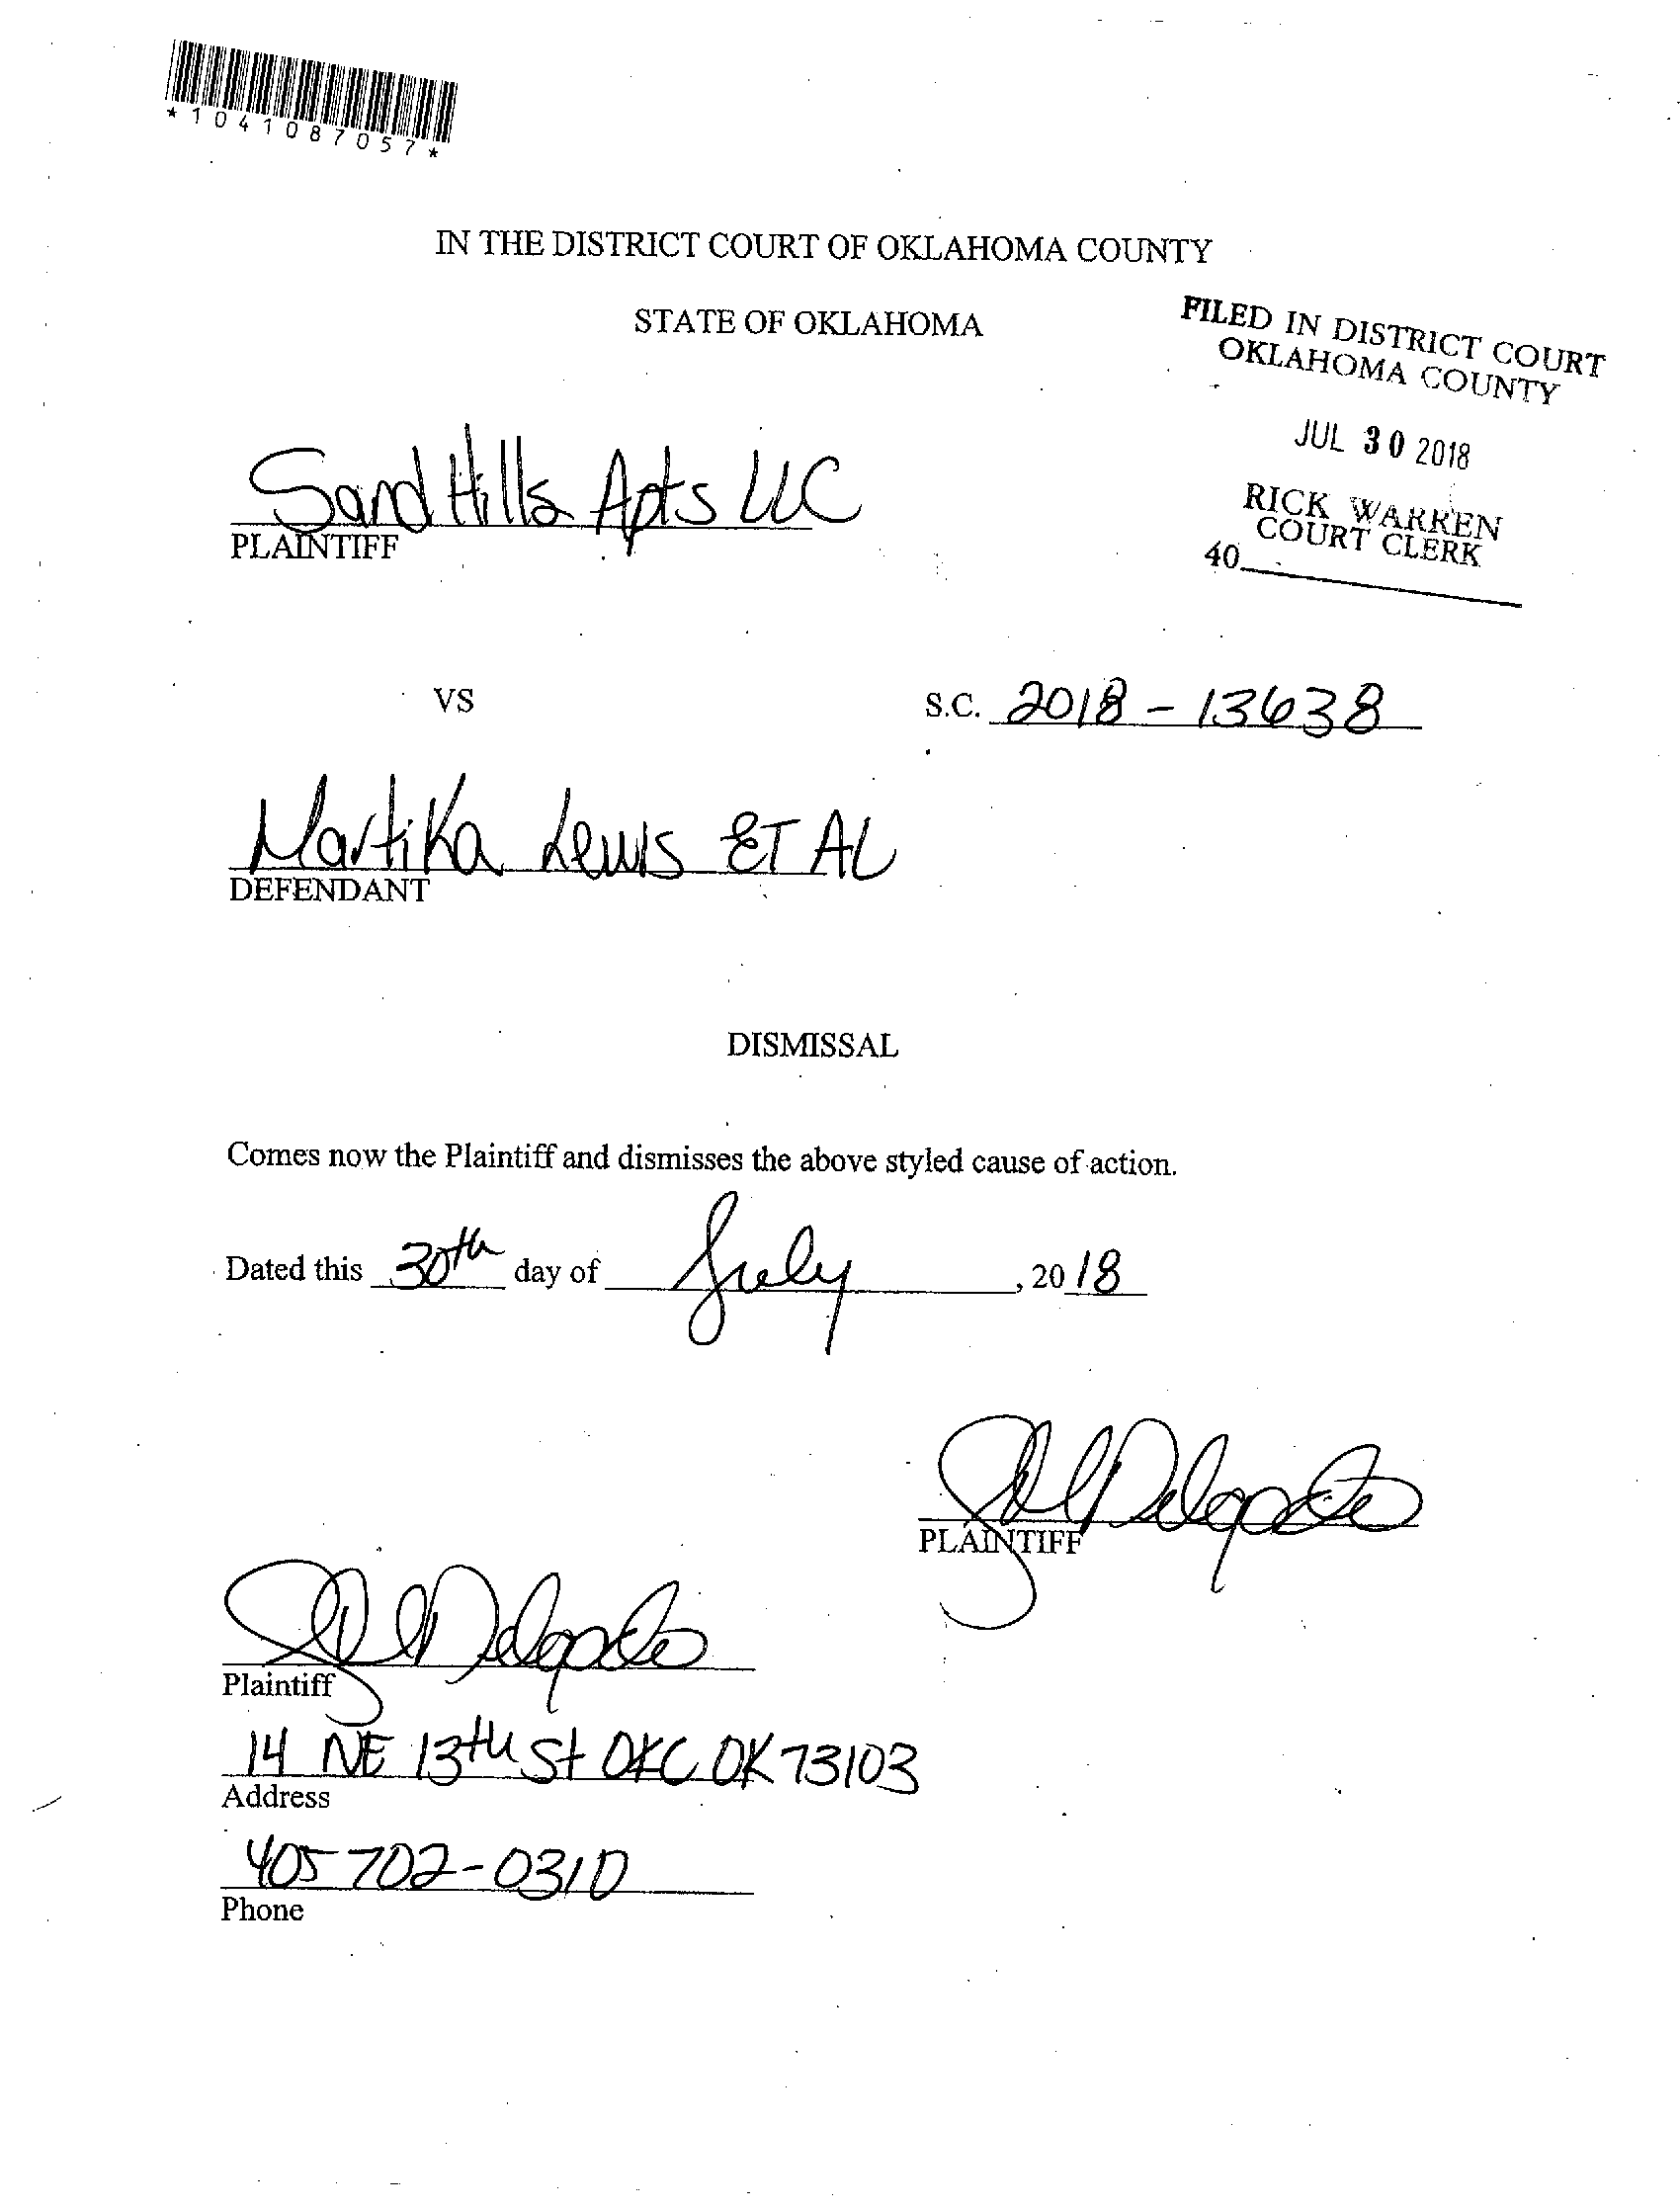 *1041087057*
IN THE DISTRICT COURT OF OKLAHOMA COUNTY
STATE OF OKLAHOMA
FILED IN DISTRICT COURT
OKLAHOMA COUNTY
JUL 30 2018
RICK WARREN
COURT CLERK
40
Sand Hills Apts LLC
PLAINTIFF
VS
S.C. 2018-13638
Martika Lewis ET AL
DEFENDANT
DISMISSAL
Comes now the Plaintiff and dismisses the above styled cause of action.
Dated this 30th day of July, 2018
Delgado
PLAINTIFF
Delgado
Plaintiff
14 NE 13th St OKC OK 73103
Address
405 702-0310
Phone